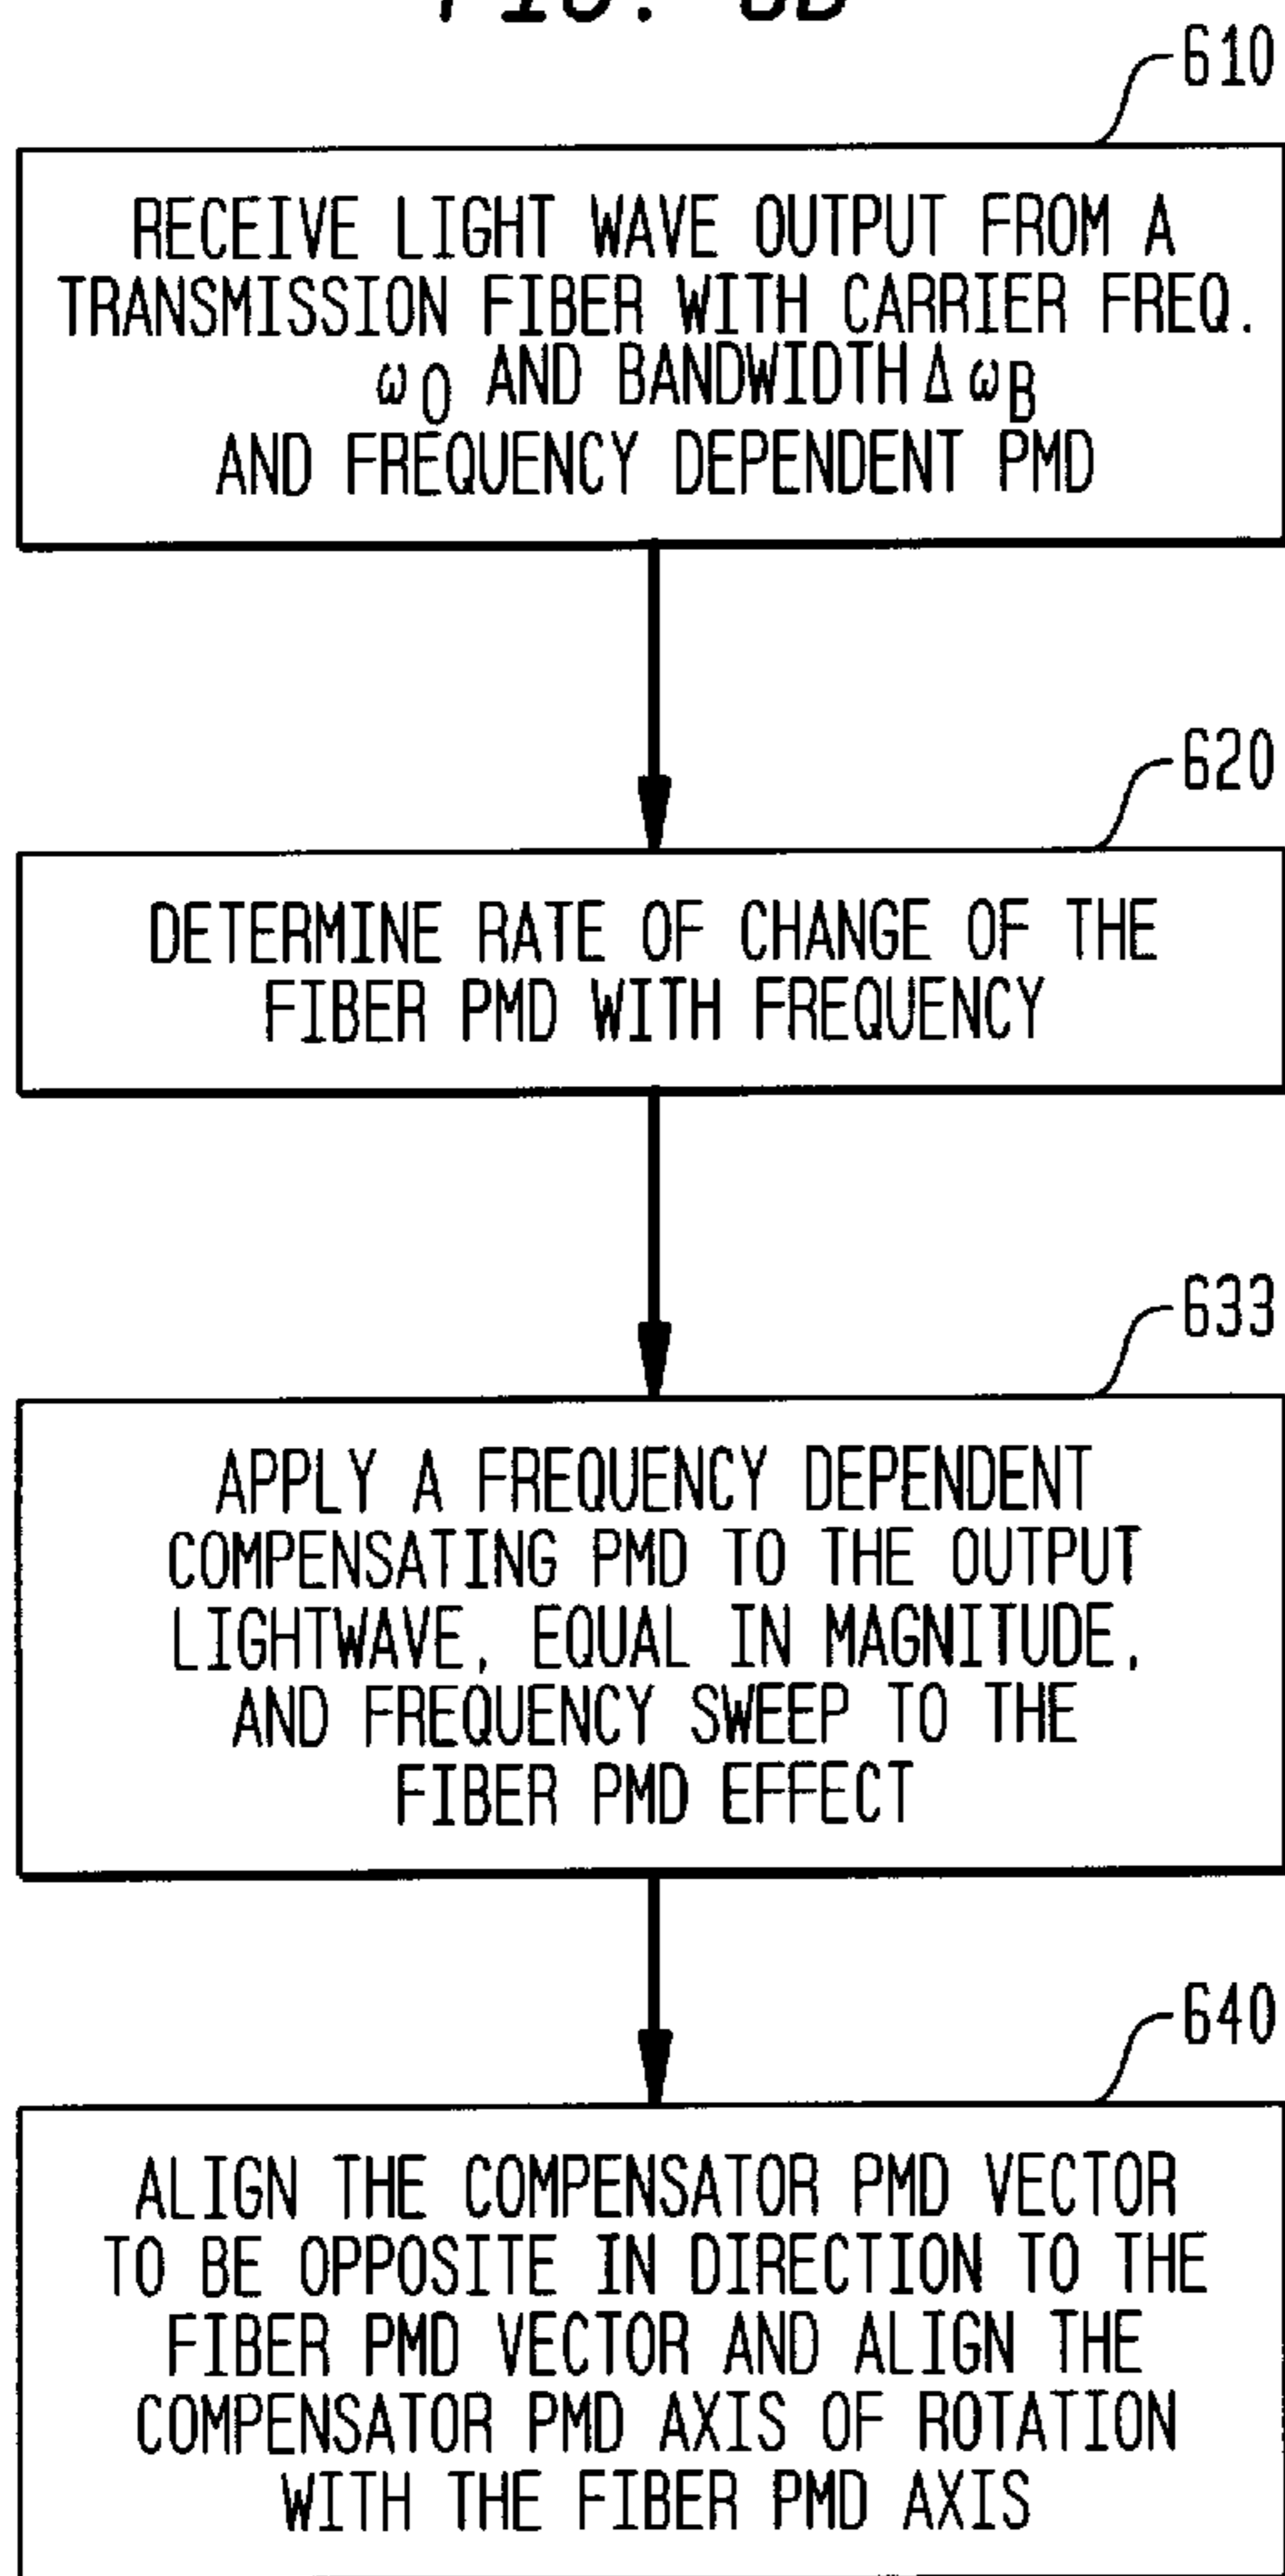 610
RECEIVE LIGHT WAVE OUTPUT FROM A
TRANSMISSION FIBER WITH CARRIER FREQ.
ω0 AND BANDWIDTH Δ ωB
AND FREQUENCY DEPENDENT PMD
620
DETERMINE RATE OF CHANGE OF THE
FIBER PMD WITH FREQUENCY
633
APPLY A FREQUENCY DEPENDENT
COMPENSATING PMD TO THE OUTPUT
LIGHTWAVE, EQUAL IN MAGNITUDE,
AND FREQUENCY SWEEP TO THE
FIBER PMD EFFECT
640
ALIGN THE COMPENSATOR PMD VECTOR
TO BE OPPOSITE IN DIRECTION TO THE
FIBER PMD VECTOR AND ALIGN THE
COMPENSATOR PMD AXIS OF ROTATION
WITH THE FIBER PMD AXIS